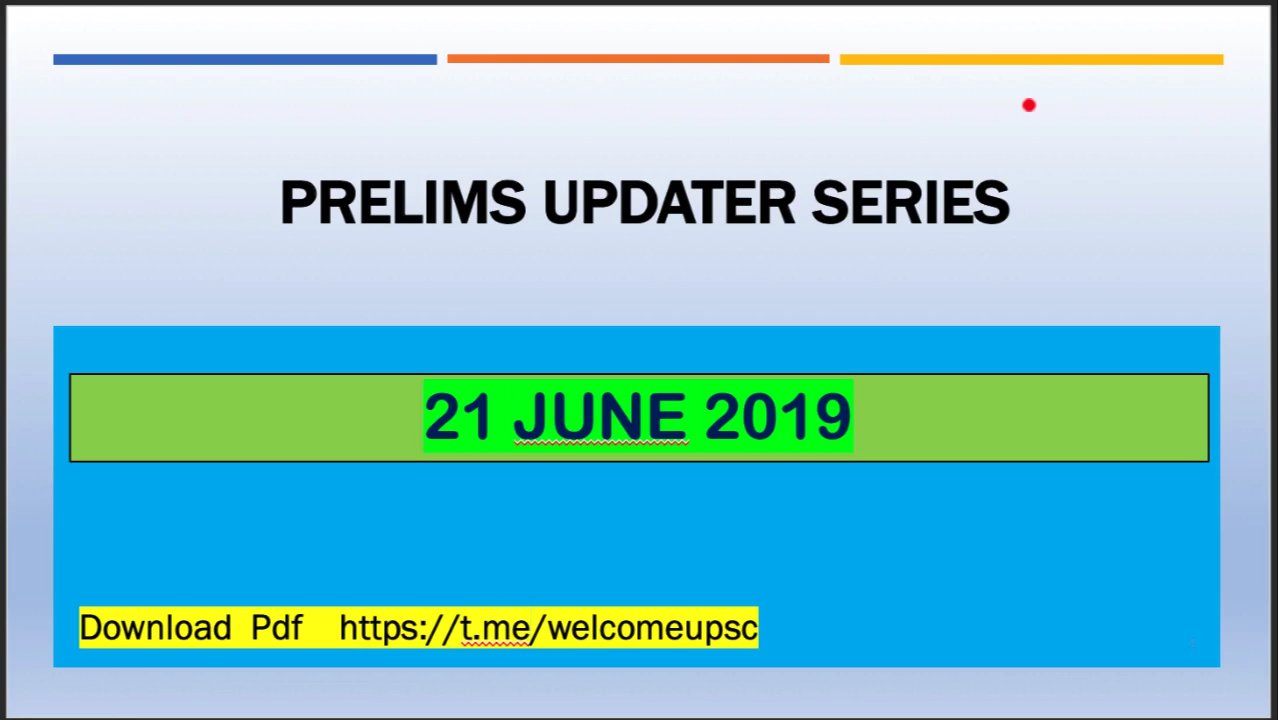 PRELIMS UPDATER SERIES
21 JUNE 2019
Download Pdf https://t.me/welcomeupsc